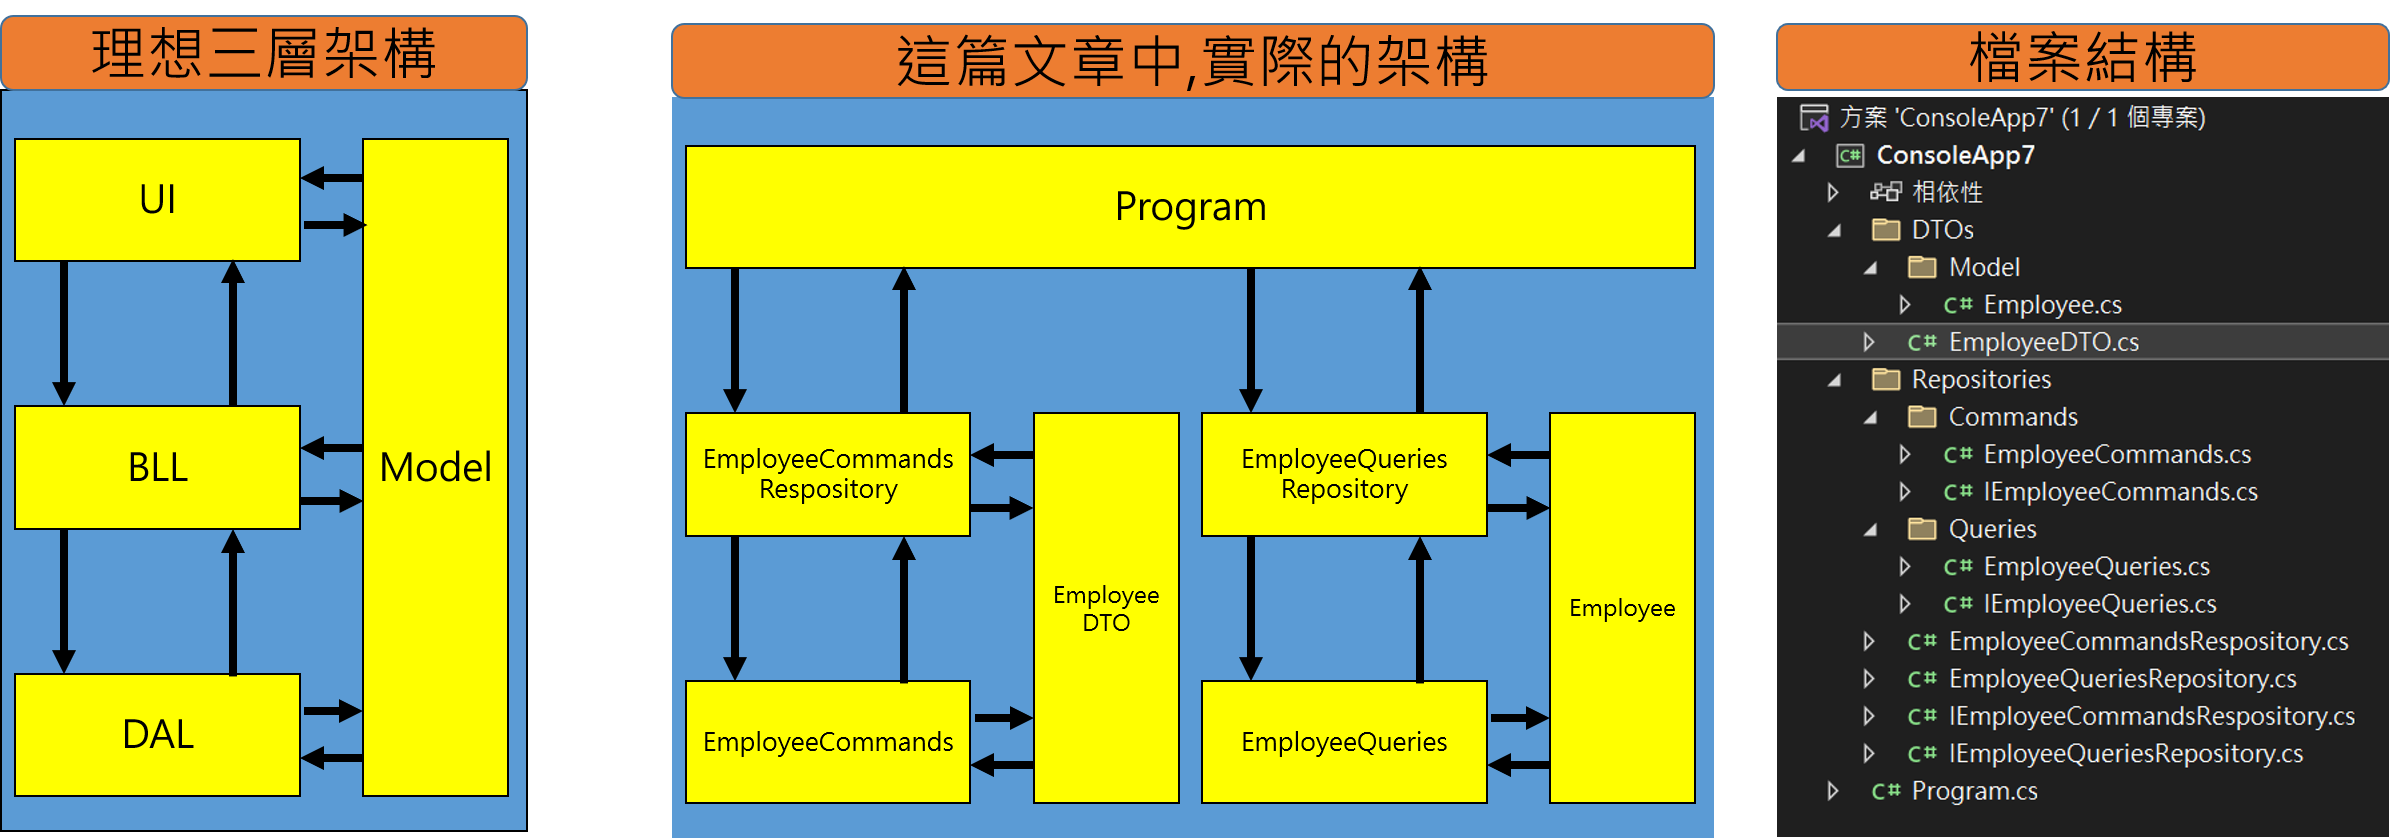 理想三層架構
UI
BLL
DAL
Model
這篇文章中,實際的架構
Program
EmployeeCommands
Respository
EmployeeQueries
Repository
Employee
DTO
Employee
EmployeeCommands
EmployeeQueries
檔案結構
方案 'ConsoleApp7' (1 / 1 個專案)
C# ConsoleApp7
相依性
DTOs
Model
C# Employee.cs
C# EmployeeDTO.cs
Repositories
Commands
C# EmployeeCommands.cs
C# IEmployeeCommands.cs
Queries
C# EmployeeQueries.cs
C# IEmployeeQueries.cs
C# EmployeeCommandsRespository.cs
C# EmployeeQueriesRepository.cs
C# IEmployeeCommandsRespository.cs
C# IEmployeeQueriesRepository.cs
C# Program.cs